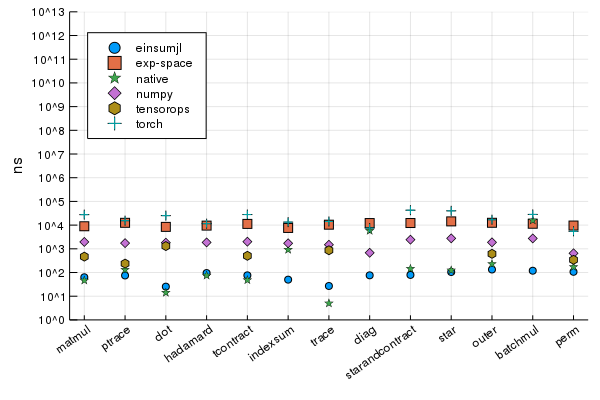 10^13
10^12
10^11
10^10
10^9
10^8
10^7
10^6
10^5
10^4
10^3
10^2
10^1
10^0
ns
einsumjl
exp-space
native
numpy
tensorops
torch
matmul
ptrace
dot
hadamard
tcontract
indexsum
trace
diag
starandcontract
star
outer
batchmul
perm